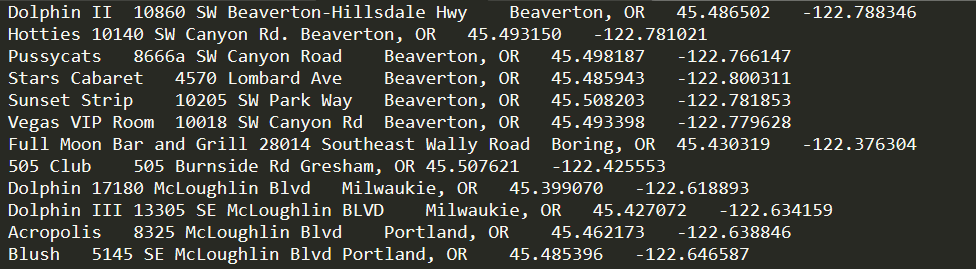 Dolphin II  10860 SW Beaverton-Hillsdale Hwy    Beaverton, OR   45.486502   -122.788346
Hotties 10140 SW Canyon Rd. Beaverton, OR   45.493150   -122.781021
Pussycats   8666a SW Canyon Road    Beaverton, OR   45.498187   -122.766147
Stars Cabaret   4570 Lombard Ave    Beaverton, OR   45.485943   -122.800311
Sunset Strip    10205 SW Park Way   Beaverton, OR   45.508203   -122.781853
Vegas VIP Room  10018 SW Canyon Rd  Beaverton, OR   45.493398   -122.779628
Full Moon Bar and Grill 28014 Southeast Wally Road  Boring, OR  45.430319   -122.376304
505 Club    505 Burnside Rd Gresham, OR 45.507621   -122.425553
Dolphin 17180 McLoughlin Blvd   Milwaukie, OR   45.399070   -122.618893
Dolphin III 13305 SE McLoughlin BLVD    Milwaukie, OR   45.427072   -122.634159
Acropolis   8325 McLoughlin Blvd    Portland, OR    45.462173   -122.638846
Blush   5145 SE McLoughlin Blvd Portland, OR    45.485396   -122.646587